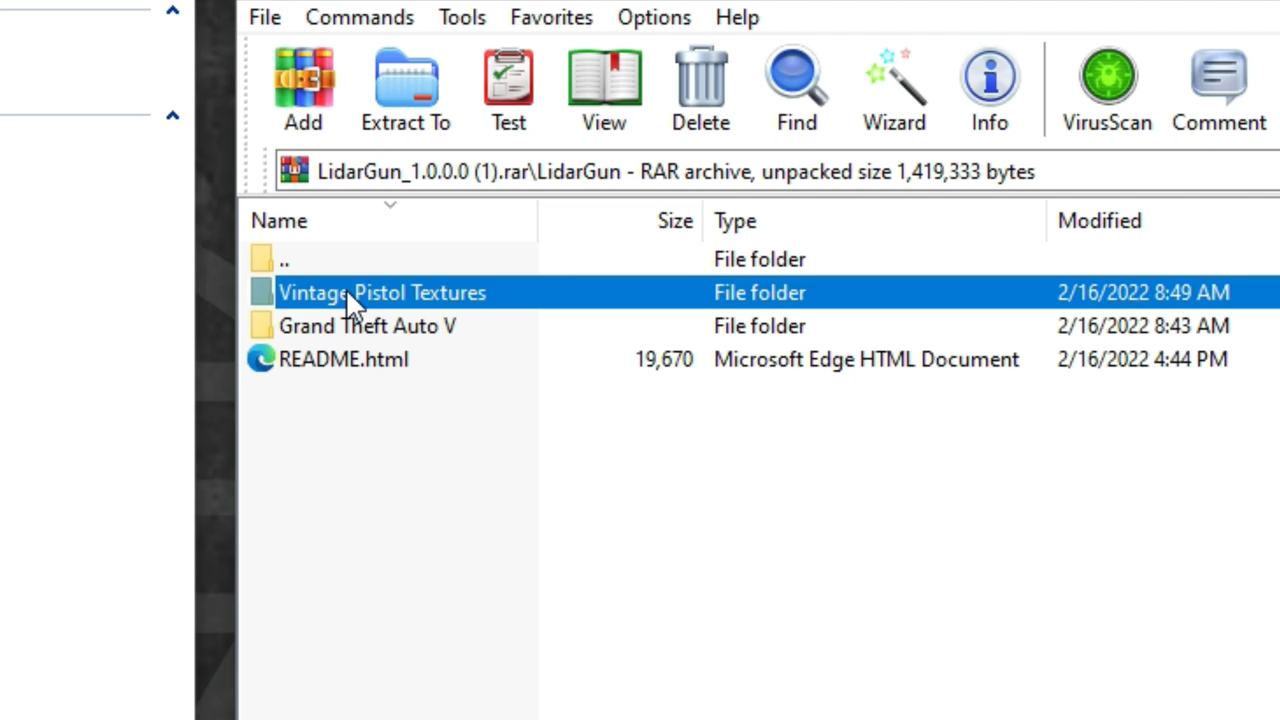 File Commands Tools Favorites Options Help
Add Extract To Test View Delete Find Wizard Info VirusScan Comment
LidarGun_1.0.0.0 (1).rar\LidarGun - RAR archive, unpacked size 1,419,333 bytes
Name Size Type Modified
.. File folder
Vintage Pistol Textures File folder 2/16/2022 8:49 AM
Grand Theft Auto V File folder 2/16/2022 8:43 AM
README.html 19,670 Microsoft Edge HTML Document 2/16/2022 4:44 PM